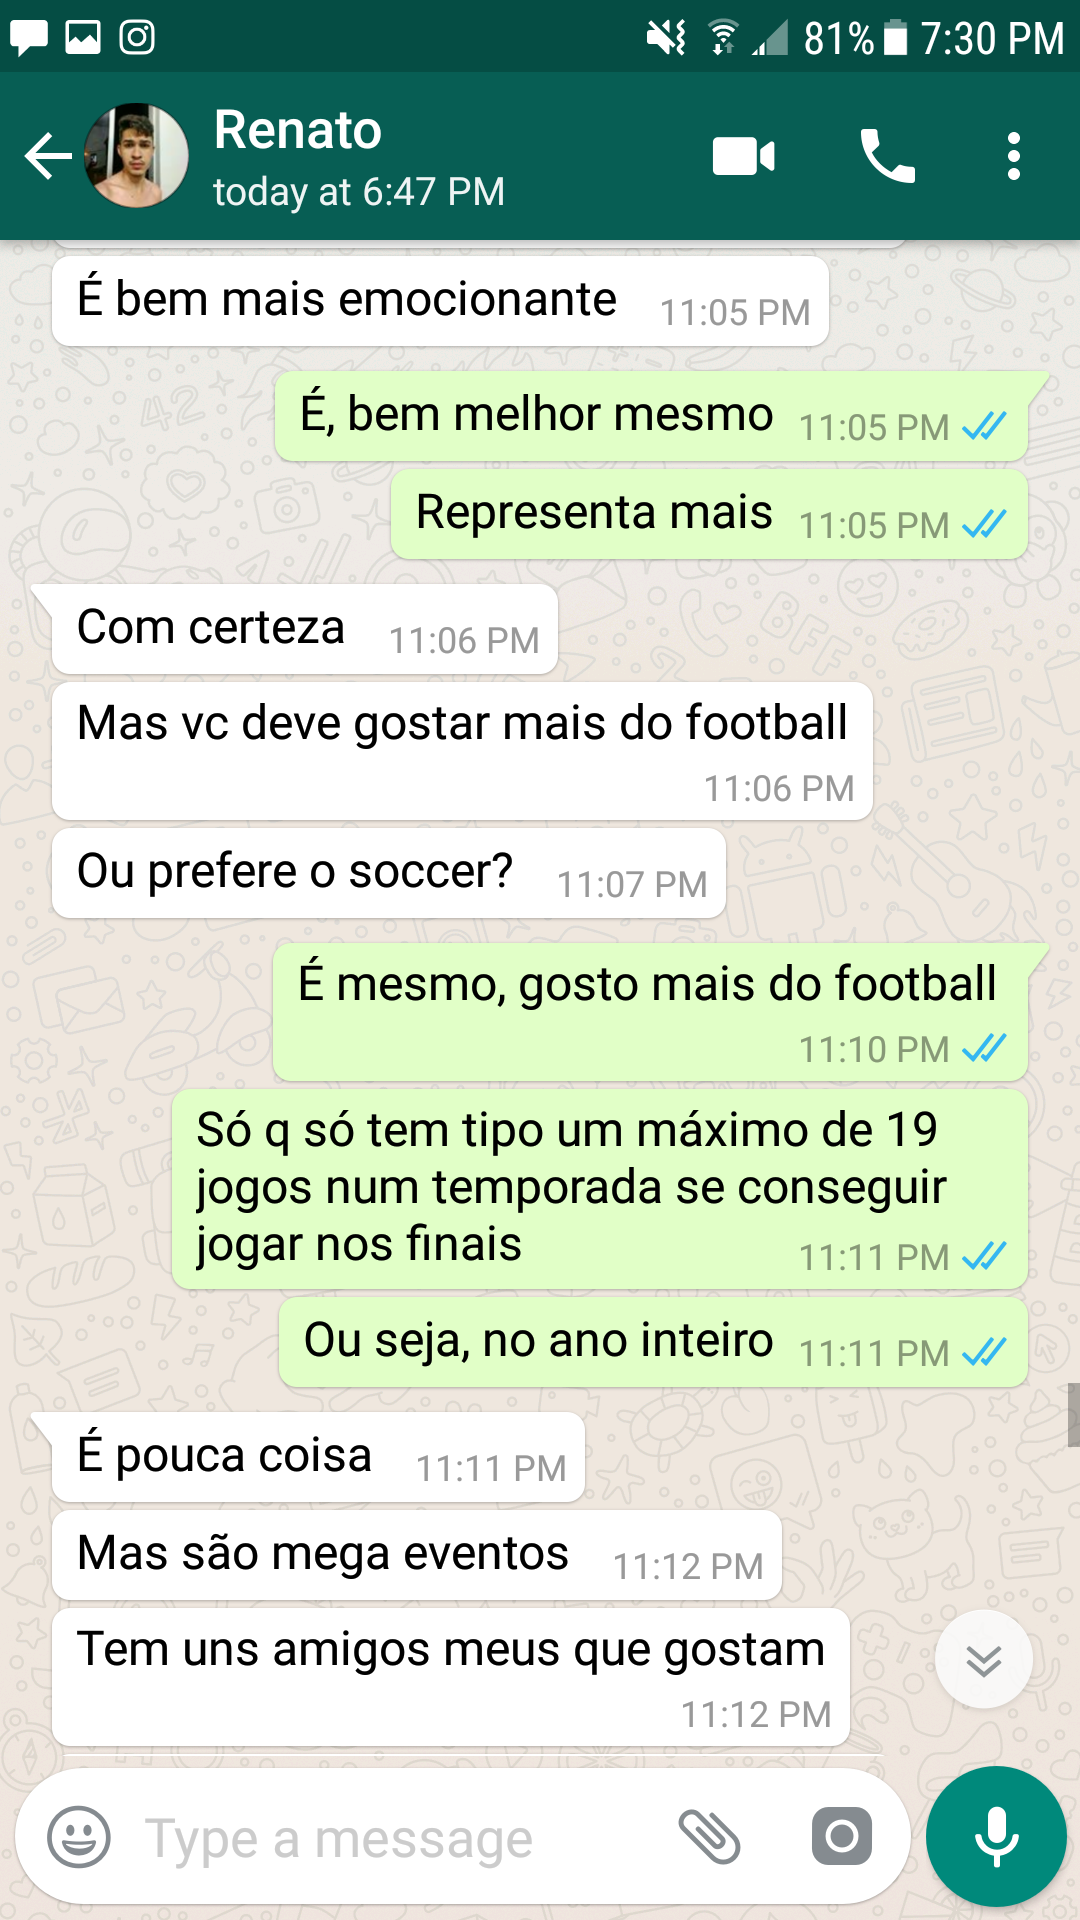 81% 7:30 PM
Renato
today at 6:47 PM
É bem mais emocionante 11:05 PM
É, bem melhor mesmo 11:05 PM
Representa mais 11:05 PM
Com certeza 11:06 PM
Mas vc deve gostar mais do football
11:06 PM
Ou prefere o soccer? 11:07 PM
É mesmo, gosto mais do football
11:10 PM
Só q só tem tipo um máximo de 19
jogos num temporada se conseguir
jogar nos finais 11:11 PM
Ou seja, no ano inteiro 11:11 PM
É pouca coisa 11:11 PM
Mas são mega eventos 11:12 PM
Tem uns amigos meus que gostam
11:12 PM
Type a message